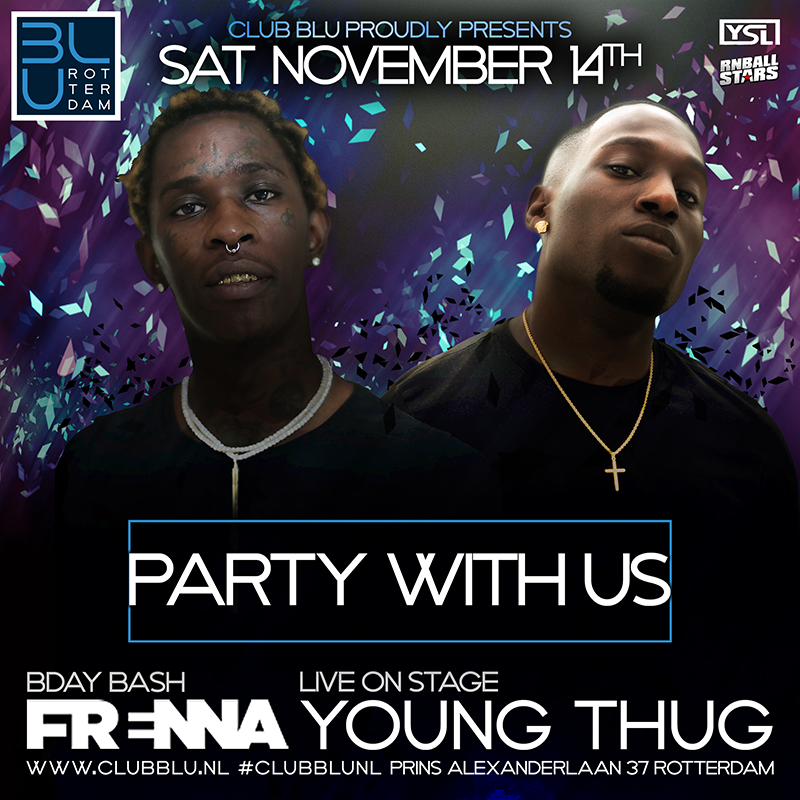 BLU
ROT
TER
DAM
CLUB BLU PROUDLY PRESENTS
SAT NOVEMBER 14TH
YSL
RNBALL
STARS
PARTY WITH US
BDAY BASH
FRENNA
LIVE ON STAGE
YOUNG THUG
WWW.CLUBBLU.NL #CLUBBLUNL PRINS ALEXANDERLAAN 37 ROTTERDAM